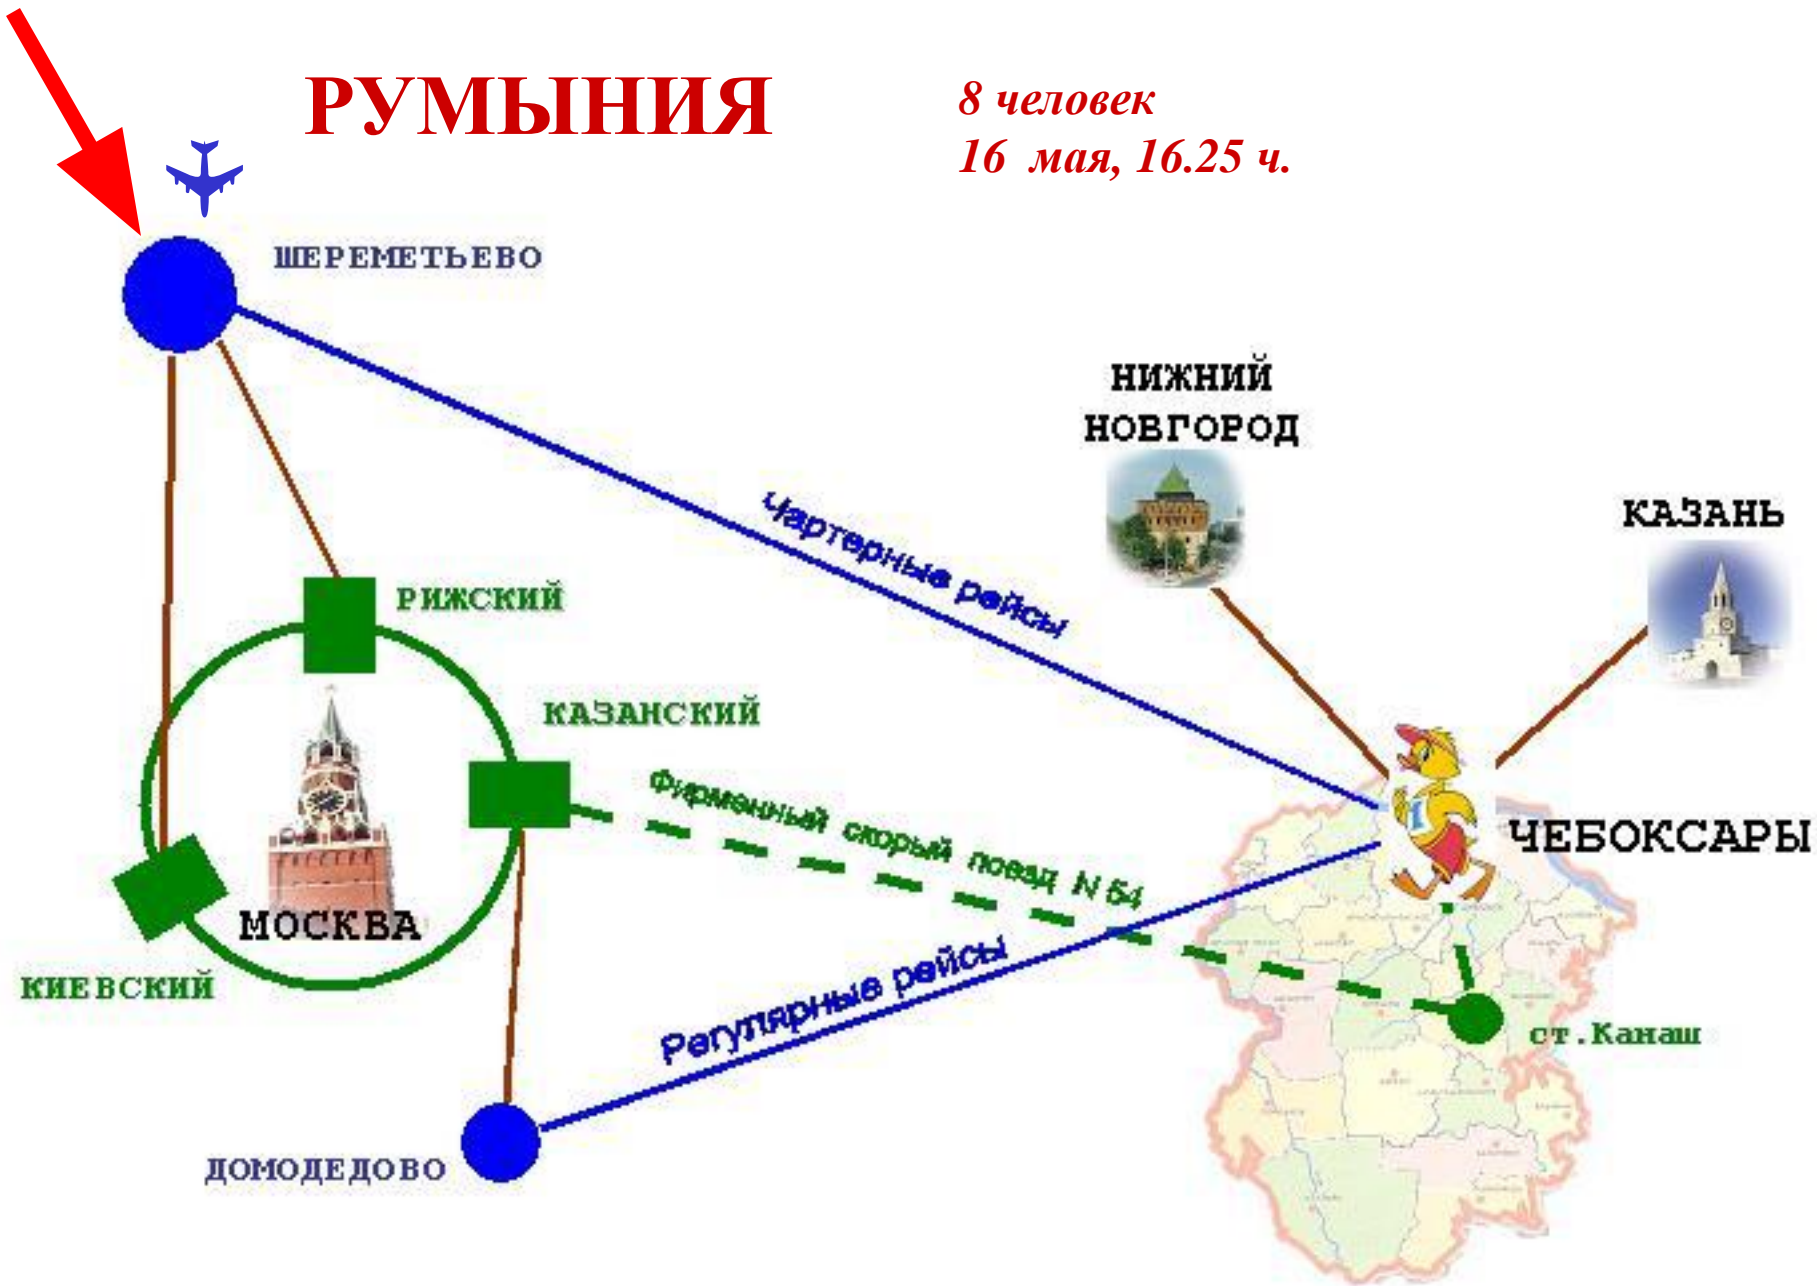 РУМЫНИЯ
8 человек
16 мая, 16.25 ч.
ШЕРЕМЕТЬЕВО
НИЖНИЙ
НОВГОРОД
КАЗАНЬ
Чартерные рейсы
РИЖСКИЙ
КАЗАНСКИЙ
Фирменный скорый поезд N 54
ЧЕБОКСАРЫ
МОСКВА
КИЕВСКИЙ
Регулярные рейсы
ст.Канаш
ДОМОДЕДОВО